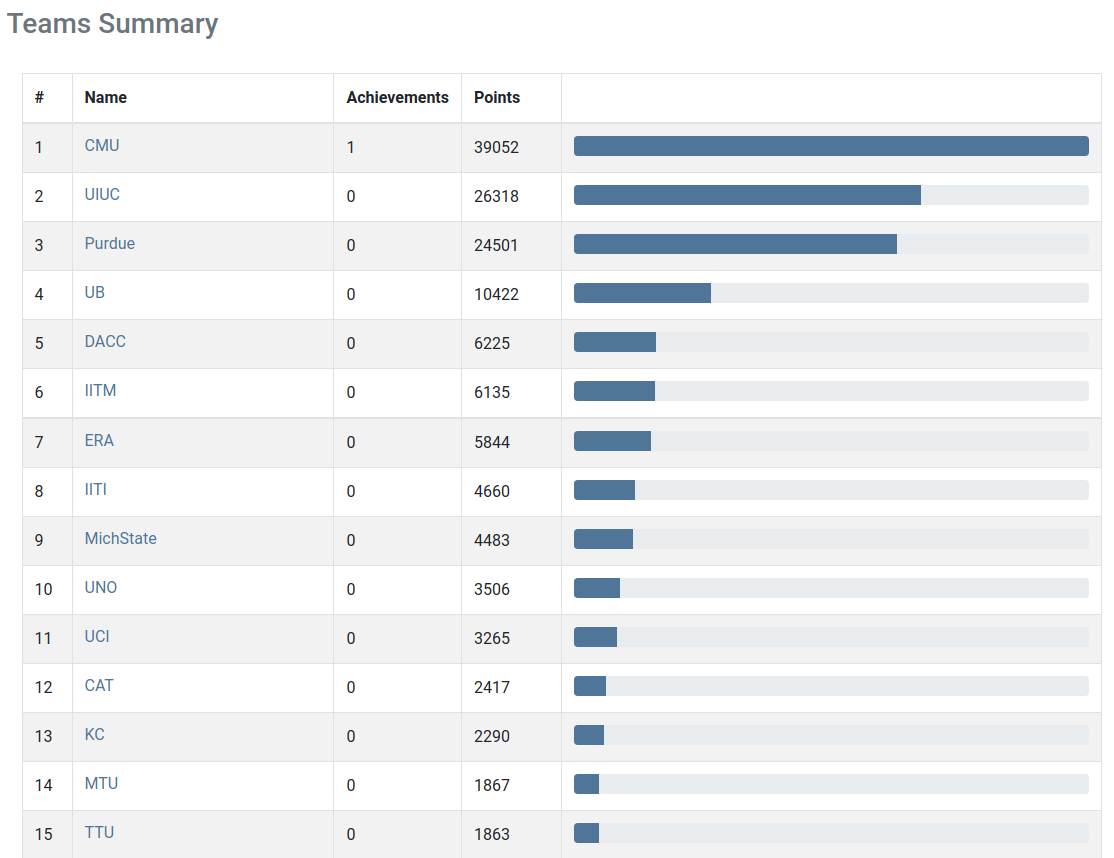 Teams Summary
# Name Achievements Points
1 CMU 1 39052
2 UIUC 0 26318
3 Purdue 0 24501
4 UB 0 10422
5 DACC 0 6225
6 IITM 0 6135
7 ERA 0 5844
8 IITI 0 4660
9 MichState 0 4483
10 UNO 0 3506
11 UCI 0 3265
12 CAT 0 2417
13 KC 0 2290
14 MTU 0 1867
15 TTU 0 1863